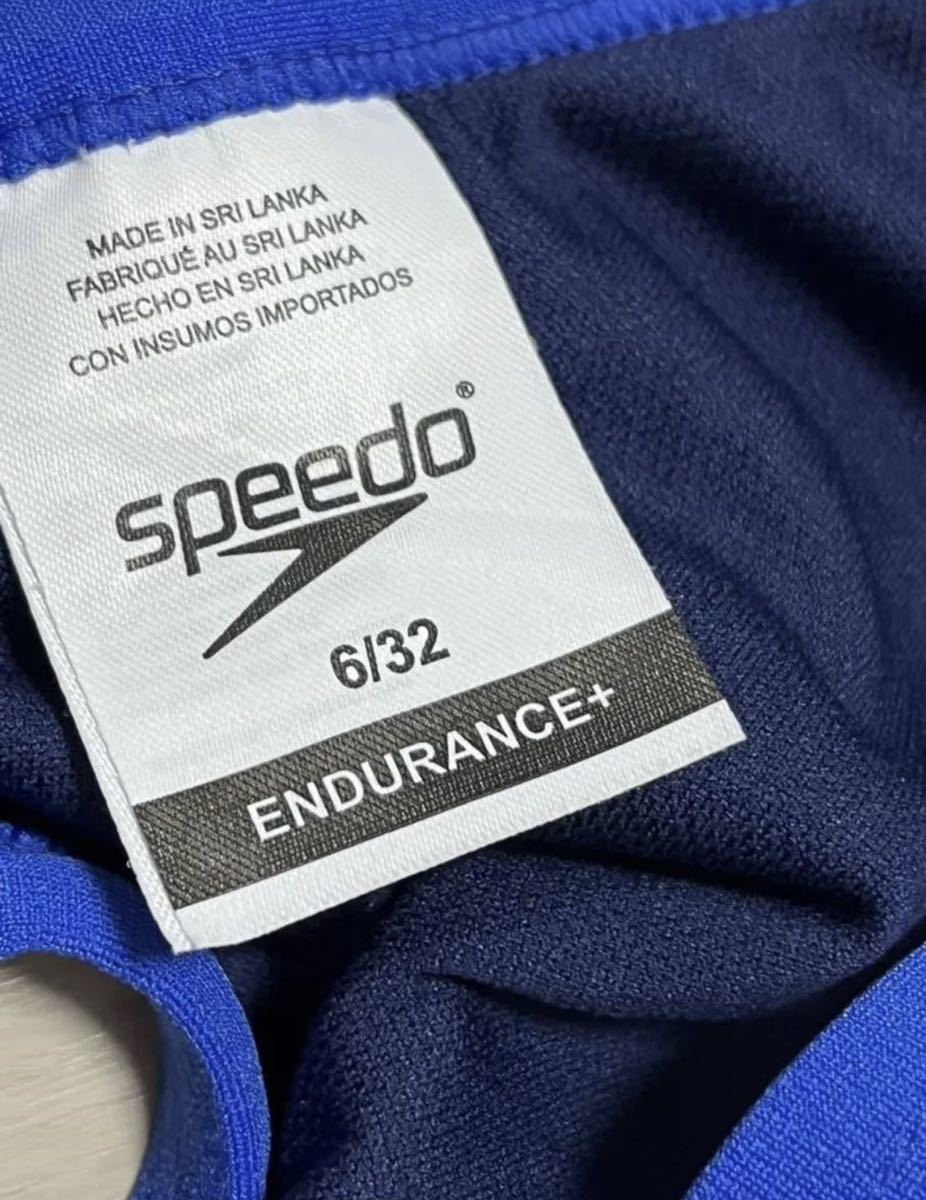 MADE IN SRI LANKA
FABRIQUÉ AU SRI LANKA
HECHO EN SRI LANKA
CON INSUMOS IMPORTADOS
speedo®
6/32
ENDURANCE+